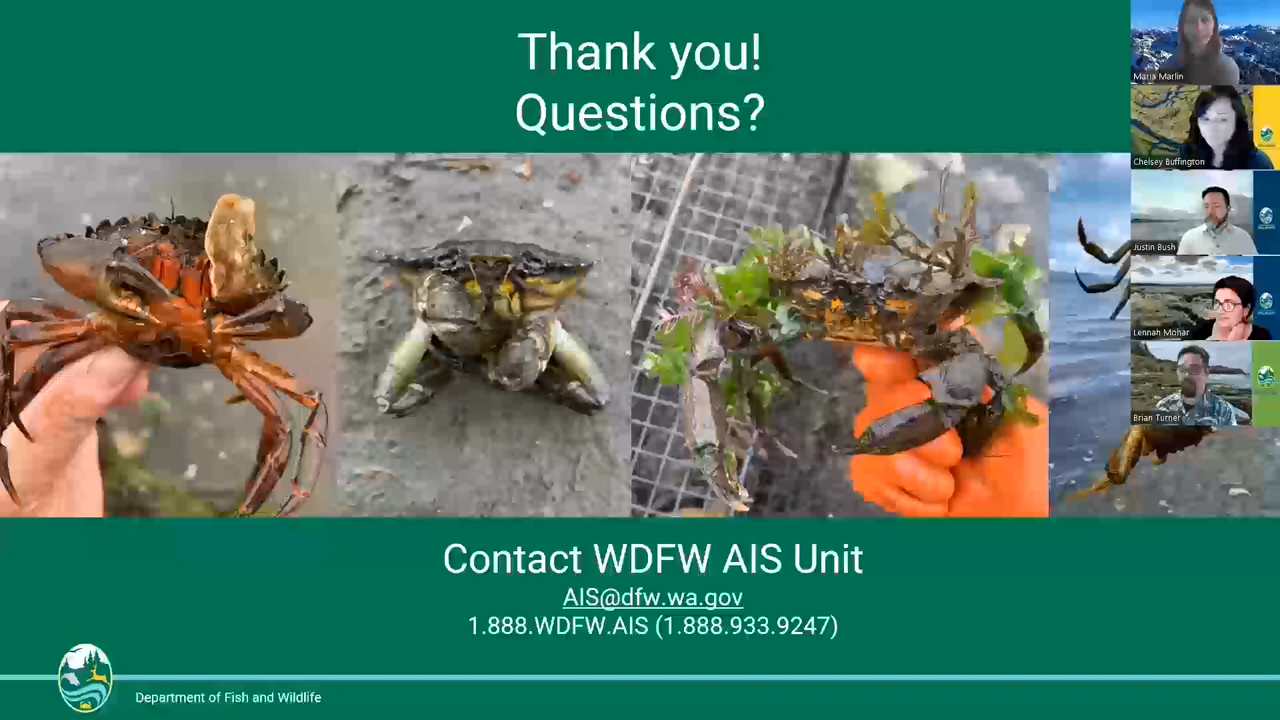 Thank you!
Questions?
Maria Marlin
Chelsey Buffington
Justin Bush
Lennah Mohar
Brian Turner
Contact WDFW AIS Unit
AIS@dfw.wa.gov
1.888.WDFW.AIS (1.888.933.9247)
Department of Fish and Wildlife